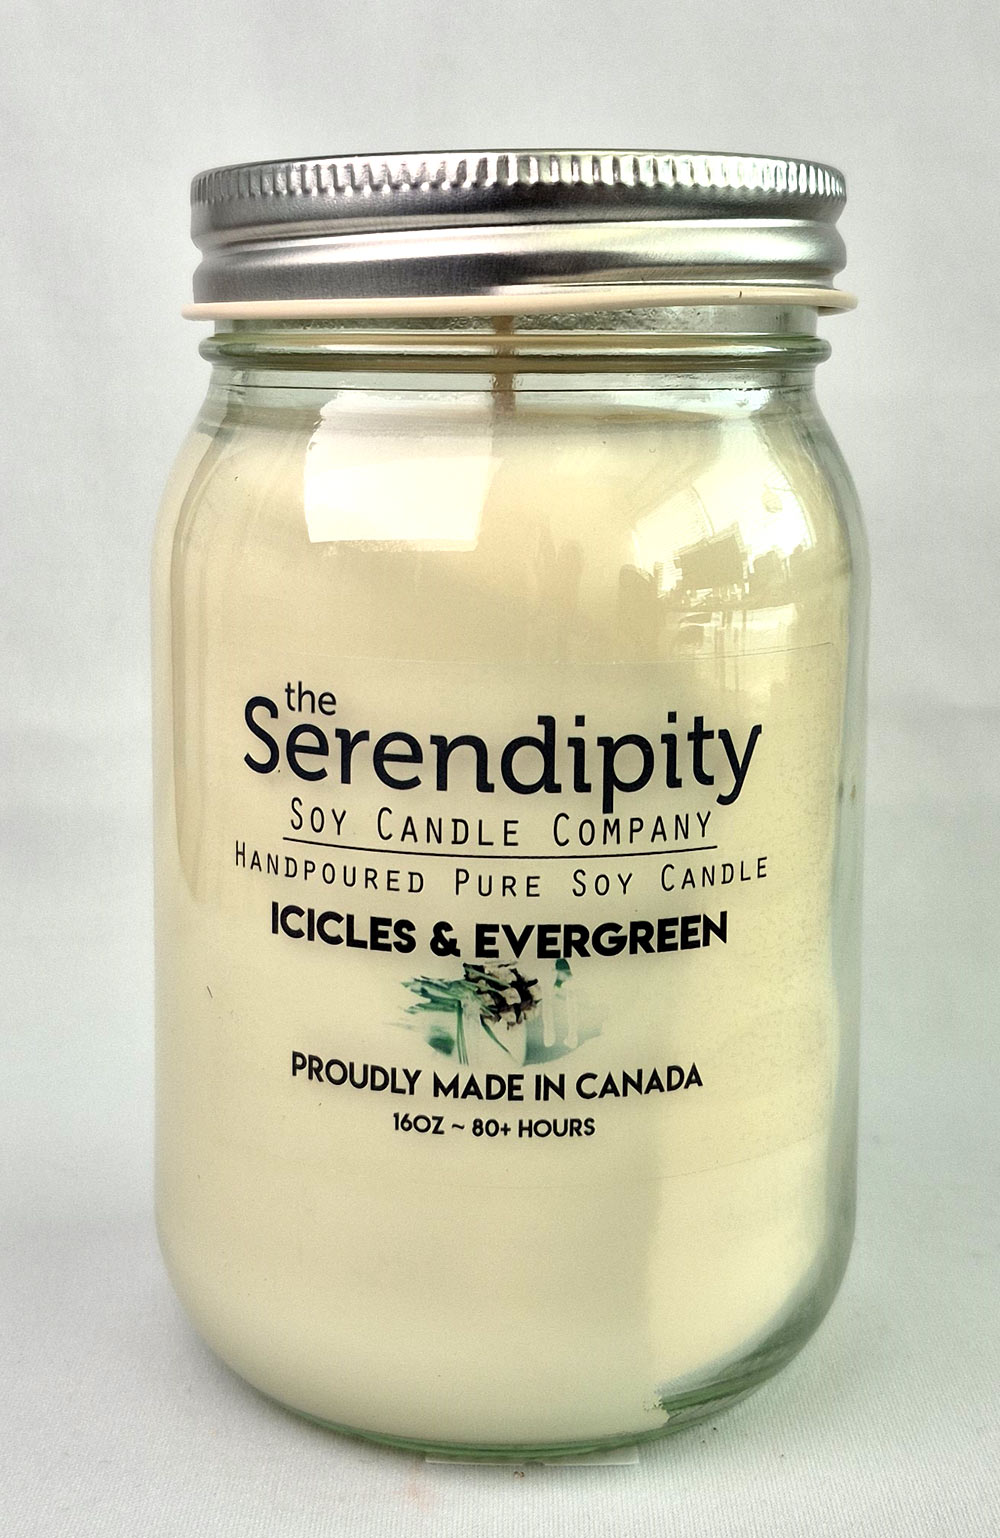 the
Serendipity
SOY CANDLE COMPANY
HANDPOURED PURE SOY CANDLE
ICICLES & EVERGREEN
PROUDLY MADE IN CANADA
16OZ ~ 80+ HOURS